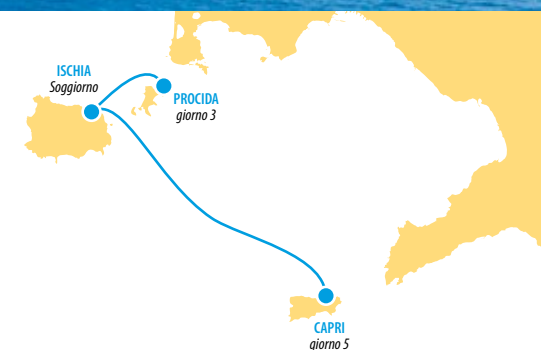 ISCHIA
Soggiorno
PROCIDA
giorno 3
CAPRI
giorno 5